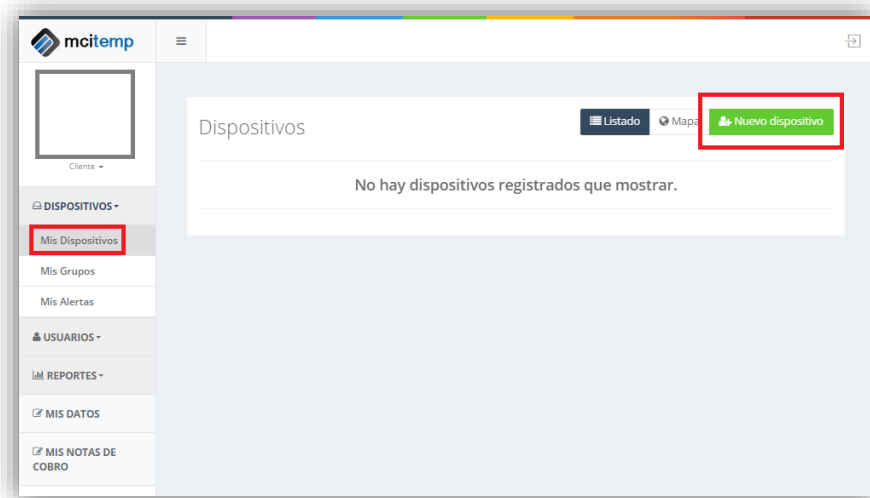 mcitemp
Cliente
DISPOSITIVOS
Mis Dispositivos
Mis Grupos
Mis Alertas
USUARIOS
REPORTES
MIS DATOS
MIS NOTAS DE
COBRO
Dispositivos
Listado
Mapa
Nuevo dispositivo
No hay dispositivos registrados que mostrar.